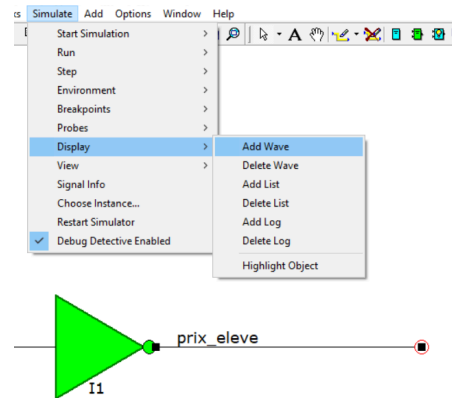 Simulate Add Options Window Help
Start Simulation
Run
Step
Environment
Breakpoints
Probes
Display
View
Signal Info
Choose Instance...
Restart Simulator
Debug Detective Enabled
Add Wave
Delete Wave
Add List
Delete List
Add Log
Delete Log
Highlight Object
A
prix_eleve
I1